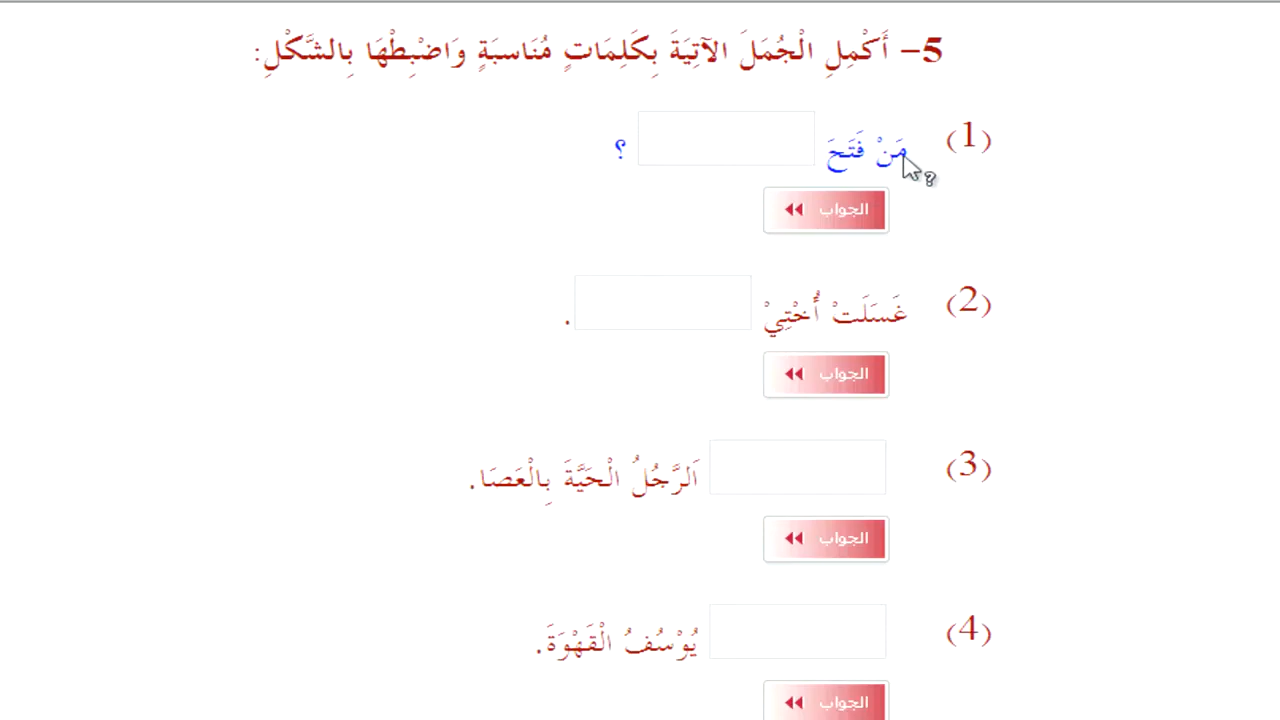 5- أَكْمِلِ الْجُمَلَ الآتِيَةَ بِكَلِمَاتٍ مُنَاسَبَةٍ وَاضْبِطْهَا بِالشَّكْلِ:
(1) مَنْ فَتَحَ ؟
الجواب
(2) غَسَلَتْ أُخْتِيْ .
الجواب
(3) اَلرَّجُلُ الْحَيَّةَ بِالْعَصَا.
الجواب
(4) يُوْسُفُ الْقَهْوَةَ.
الجواب